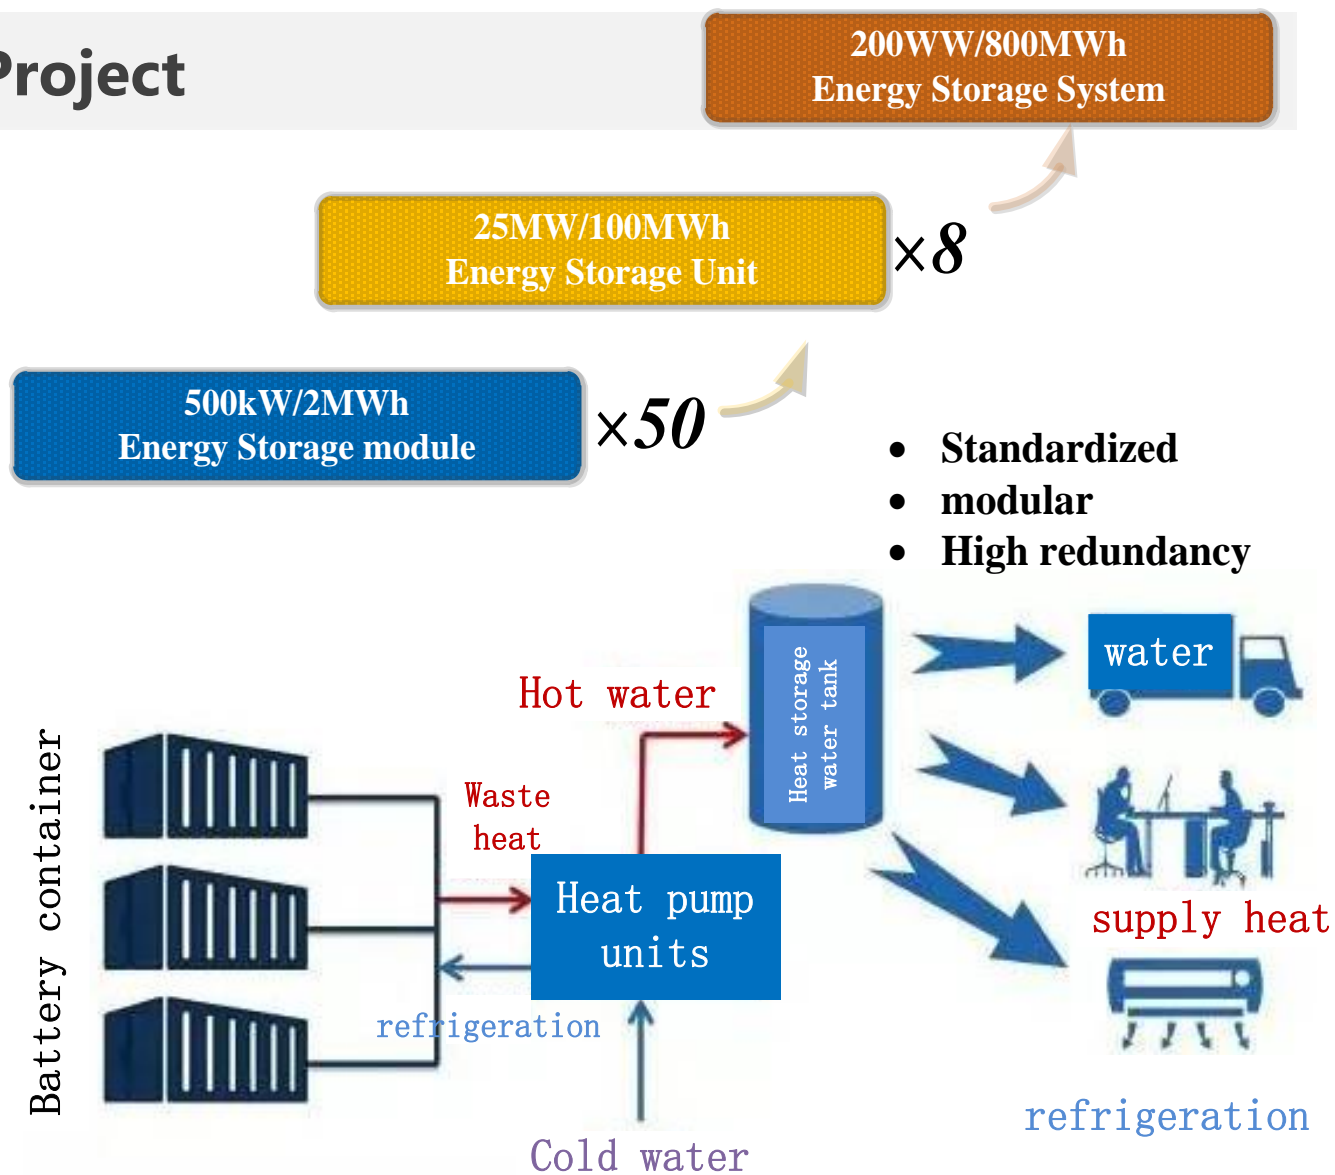 Project
200WW/800MWh
Energy Storage System
25MW/100MWh
Energy Storage Unit
×8
500kW/2MWh
Energy Storage module
×50
• Standardized
• modular
• High redundancy
Battery container
Waste
heat
Hot water
Heat pump
units
refrigeration
Cold water
Heat storage
water tank
water
supply heat
refrigeration